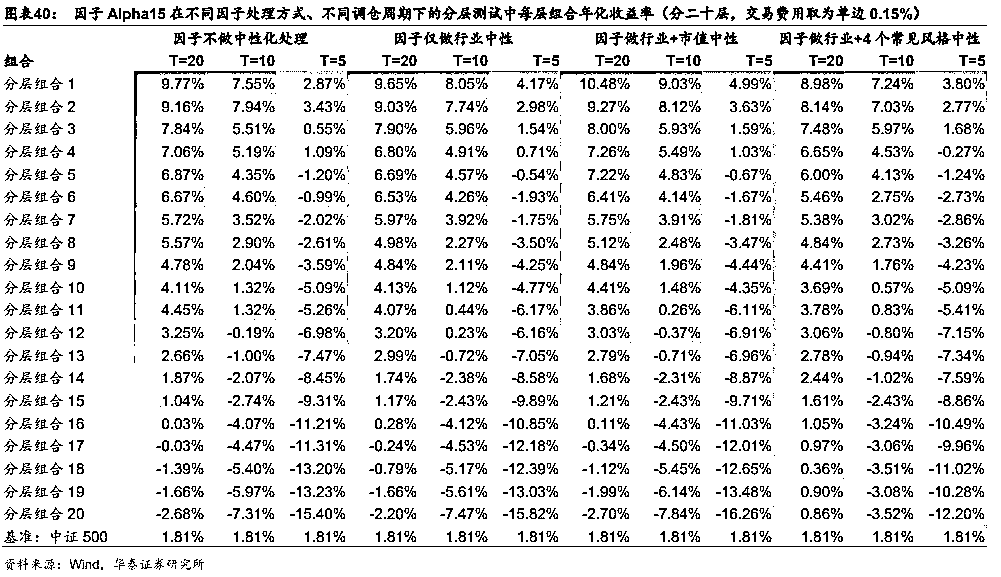 图表40： 因子 Alpha15 在不同因子处理方式、不同调仓周期下的分层测试中每层组合年化收益率（分二十层，交易费用取为单边 0.15%）
因子不做中性化处理 因子仅做行业中性 因子做行业+市值中性 因子做行业+4 个常见风格中性
组合 T=20 T=10 T=5 T=20 T=10 T=5 T=20 T=10 T=5 T=20 T=10 T=5
分层组合 1 9.77% 7.55% 2.87% 9.65% 8.05% 4.17% 10.48% 9.03% 4.99% 8.98% 7.24% 3.80%
分层组合 2 9.16% 7.94% 3.43% 9.03% 7.74% 2.98% 9.27% 8.12% 3.63% 8.14% 7.03% 2.77%
分层组合 3 7.84% 5.51% 0.55% 7.90% 5.96% 1.54% 8.00% 5.93% 1.59% 7.48% 5.97% 1.68%
分层组合 4 7.06% 5.19% 1.09% 6.80% 4.91% 0.71% 7.26% 5.49% 1.03% 6.65% 4.53% -0.27%
分层组合 5 6.87% 4.35% -1.20% 6.69% 4.57% -0.54% 7.22% 4.83% -0.67% 6.00% 4.13% -1.24%
分层组合 6 6.67% 4.60% -0.99% 6.53% 4.26% -1.93% 6.41% 4.14% -1.67% 5.46% 2.75% -2.73%
分层组合 7 5.72% 3.52% -2.02% 5.97% 3.92% -1.75% 5.75% 3.91% -1.81% 5.38% 3.02% -2.86%
分层组合 8 5.57% 2.90% -2.61% 4.98% 2.27% -3.50% 5.12% 2.48% -3.47% 4.84% 2.73% -3.26%
分层组合 9 4.78% 2.04% -3.59% 4.84% 2.11% -4.25% 4.84% 1.96% -4.44% 4.41% 1.76% -4.23%
分层组合 10 4.11% 1.32% -5.09% 4.13% 1.12% -4.77% 4.41% 1.48% -4.35% 3.69% 0.57% -5.09%
分层组合 11 4.45% 1.32% -5.26% 4.07% 0.44% -6.17% 3.86% 0.26% -6.11% 3.78% 0.83% -5.41%
分层组合 12 3.25% -0.19% -6.98% 3.20% 0.23% -6.16% 3.03% -0.37% -6.91% 3.06% -0.80% -7.15%
分层组合 13 2.66% -1.00% -7.47% 2.99% -0.72% -7.05% 2.79% -0.71% -6.96% 2.78% -0.94% -7.34%
分层组合 14 1.87% -2.07% -8.45% 1.74% -2.38% -8.58% 1.68% -2.31% -8.87% 2.44% -1.02% -7.59%
分层组合 15 1.04% -2.74% -9.31% 1.17% -2.43% -9.89% 1.21% -2.43% -9.71% 1.61% -2.43% -8.86%
分层组合 16 0.03% -4.07% -11.21% 0.28% -4.12% -10.85% 0.11% -4.43% -11.03% 1.05% -3.24% -10.49%
分层组合 17 -0.03% -4.47% -11.31% -0.24% -4.53% -12.18% -0.34% -4.50% -12.01% 0.97% -3.06% -9.96%
分层组合 18 -1.39% -5.40% -13.20% -0.79% -5.17% -12.39% -1.12% -5.45% -12.65% 0.36% -3.51% -11.02%
分层组合 19 -1.66% -5.97% -13.23% -1.66% -5.61% -13.03% -1.99% -6.14% -13.48% 0.90% -3.08% -10.28%
分层组合 20 -2.68% -7.31% -15.40% -2.20% -7.47% -15.82% -2.70% -7.84% -16.26% 0.86% -3.52% -12.20%
基准：中证 500 1.81% 1.81% 1.81% 1.81% 1.81% 1.81% 1.81% 1.81% 1.81% 1.81% 1.81% 1.81%
资料来源：Wind，华泰证券研究所